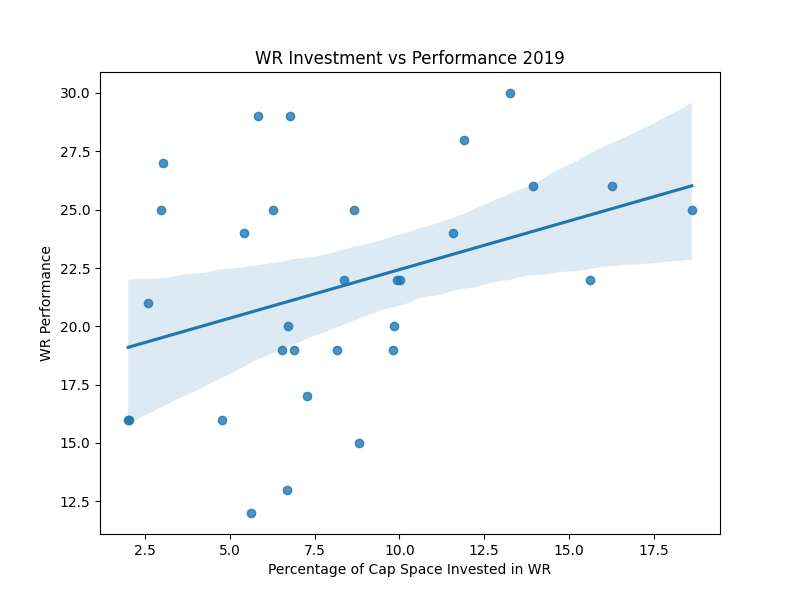 WR Investment vs Performance 2019
30.0
27.5
25.0
22.5
20.0
17.5
15.0
12.5
WR Performance
2.5 5.0 7.5 10.0 12.5 15.0 17.5
Percentage of Cap Space Invested in WR